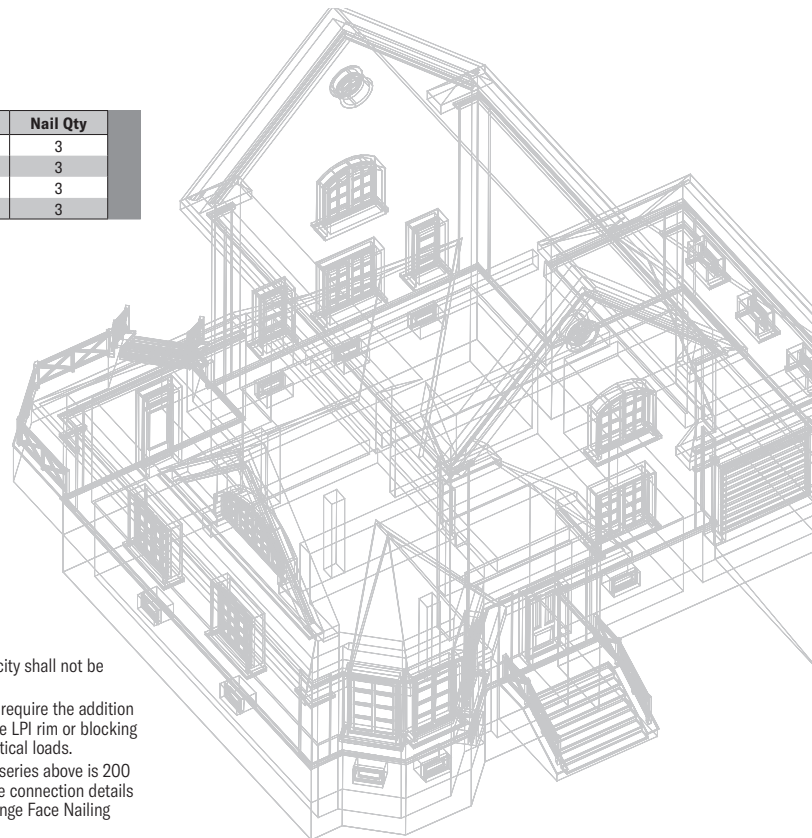 Nail Qty
3
3
3
3
city shall not be
require the addition
e LPI rim or blocking
tical loads.
series above is 200
e connection details
nge Face Nailing